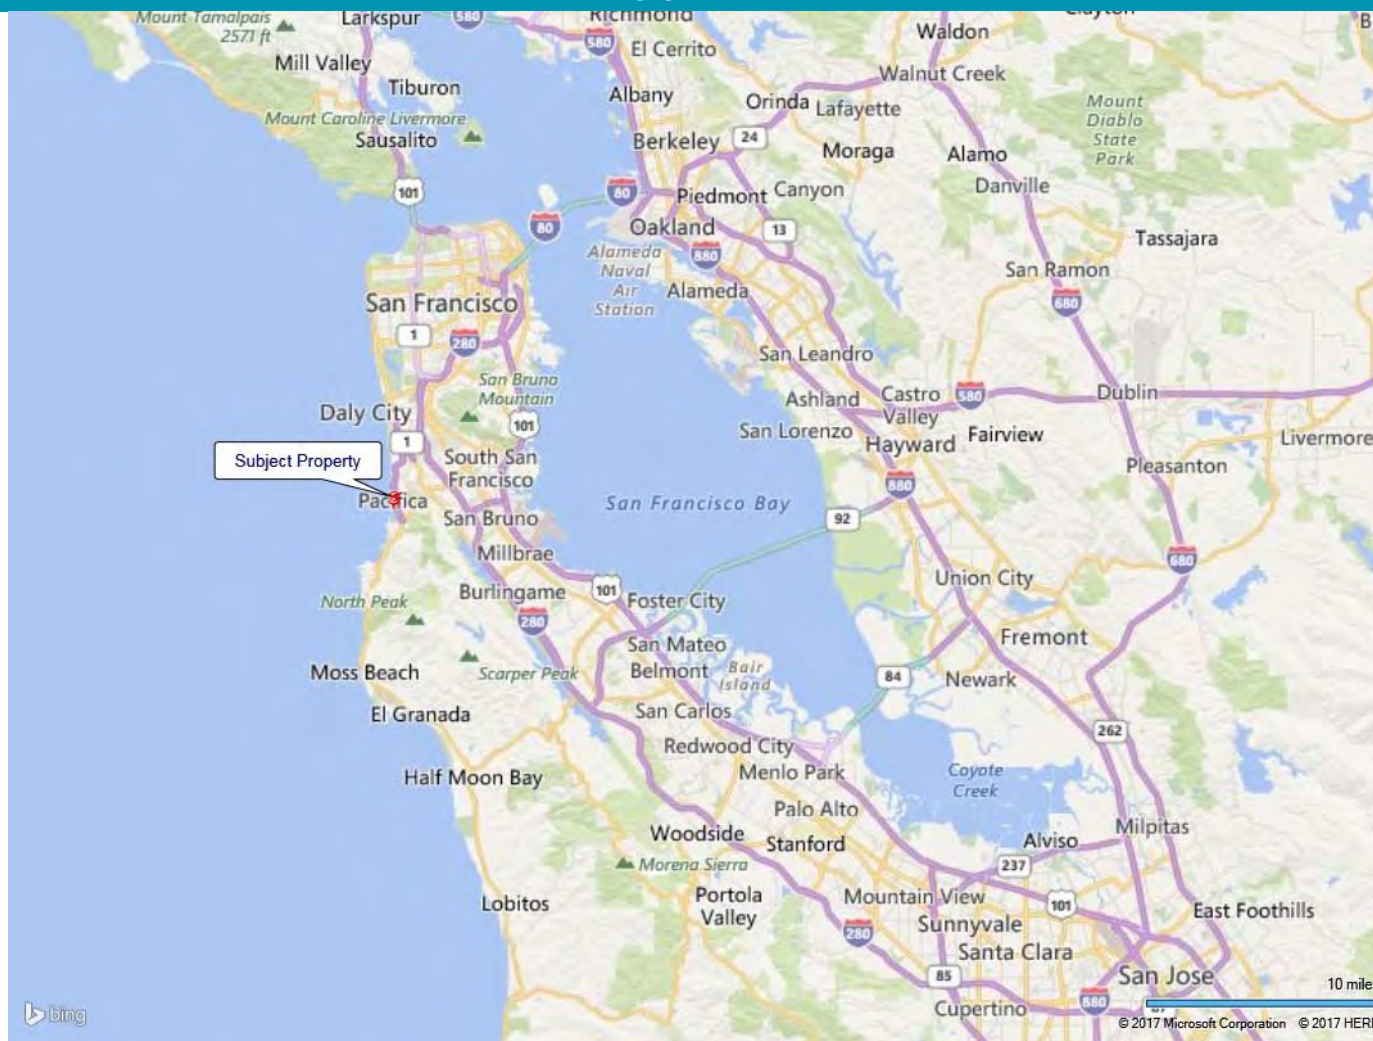 Mount Tamalpais
2571 ft
Larkspur
580
Richmond
580
El Cerrito
Waldon
Clayton
Mill Valley
Tiburon
Albany
Walnut Creek
Orinda
Lafayette
Mount
Diablo
State
Park
Mount Caroline Livermore
Sausalito
Berkeley
24
Moraga
Alamo
101
80
Piedmont
Canyon
Danville
80
Oakland
13
880
Tassajara
Alameda
Naval
Air
Station
Alameda
San Ramon
680
San Francisco
1
280
San Leandro
San Bruno
Mountain
Ashland
Castro
Valley
580
Dublin
Daly City
101
San Lorenzo
Hayward
Fairview
Livermore
1
Subject Property
South San
Francisco
Pleasanton
880
Pacifica
San Bruno
San Francisco Bay
92
Millbrae
680
North Peak
Burlingame
101
Foster City
Union City
280
San Mateo
Fremont
Moss Beach
Scarper Peak
Belmont
Bair
Island
84
Newark
El Granada
San Carlos
262
Redwood City
Half Moon Bay
Menlo Park
Coyote
Creek
Palo Alto
Woodside
Stanford
Alviso
Milpitas
Morena Sierra
237
Lobitos
Portola
Valley
Mountain View
101
East Foothills
280
Sunnyvale
Santa Clara
85
San Jose
10 mile
Cupertino
880
87
bing
© 2017 Microsoft Corporation © 2017 HERE